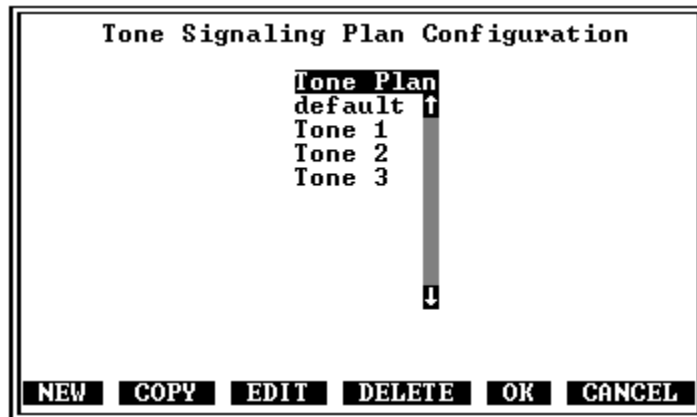 Tone Signaling Plan Configuration
Tone Plan
default ↑
Tone 1
Tone 2
Tone 3
↓
NEW COPY EDIT DELETE OK CANCEL